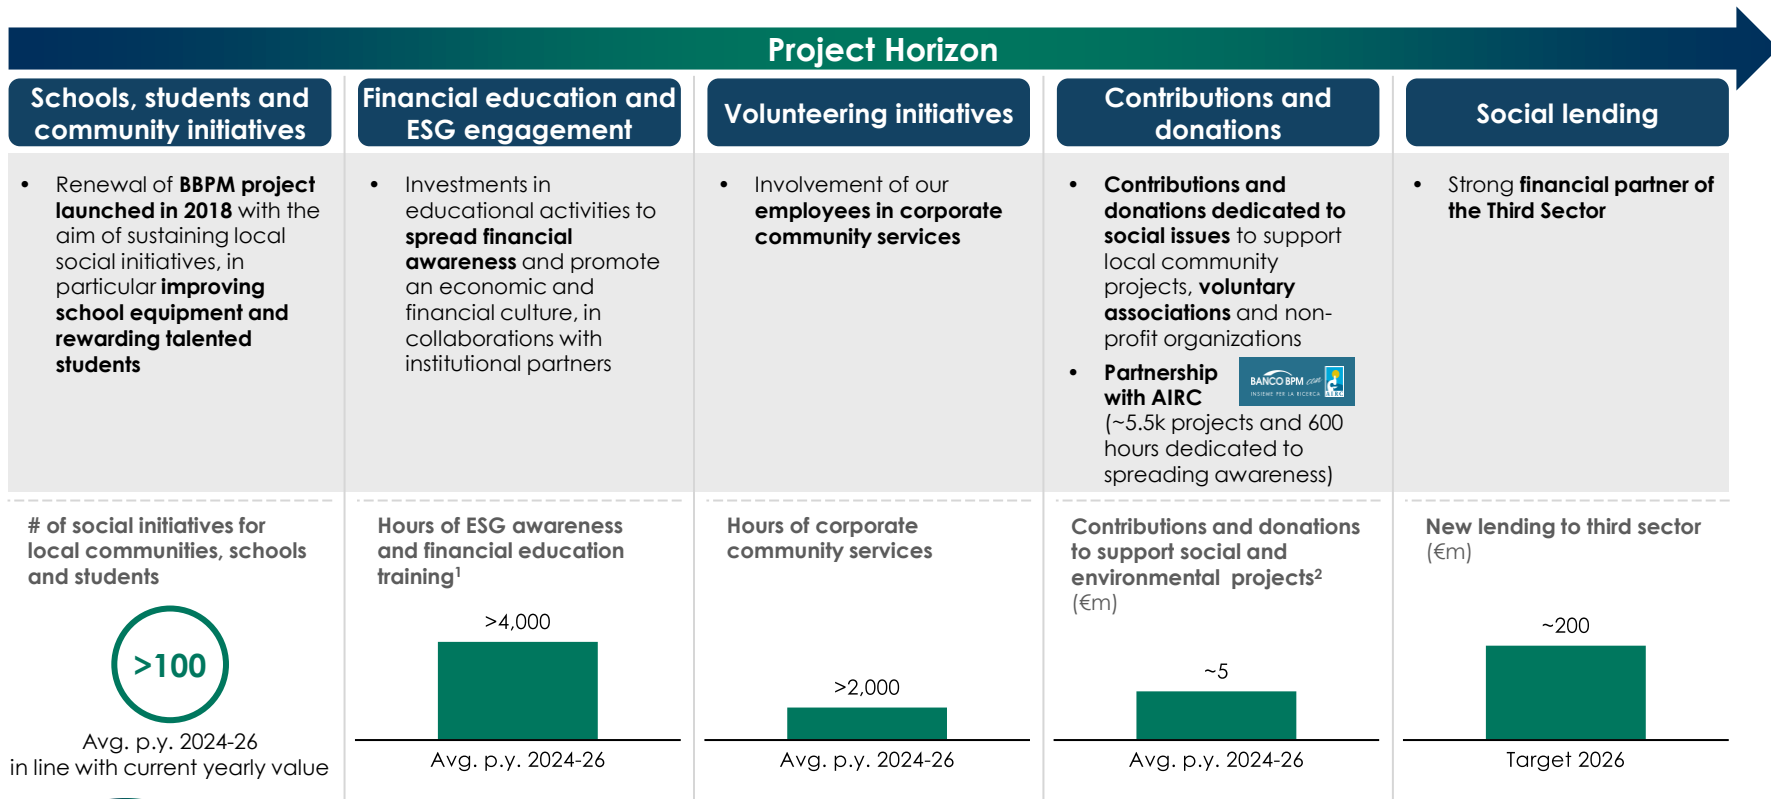 Project Horizon
Schools, students and
community initiatives
• Renewal of BBPM project
launched in 2018 with the
aim of sustaining local
social initiatives, in
particular improving
school equipment and
rewarding talented
students
# of social initiatives for
local communities, schools
and students
>100
Avg. p.y. 2024-26
in line with current yearly value
Financial education and
ESG engagement
• Investments in
educational activities to
spread financial
awareness and promote
an economic and
financial culture, in
collaborations with
institutional partners
Hours of ESG awareness
and financial education
training¹
>4,000
Avg. p.y. 2024-26
Volunteering initiatives
• Involvement of our
employees in corporate
community services
Hours of corporate
community services
>2,000
Avg. p.y. 2024-26
Contributions and
donations
• Contributions and
donations dedicated to
social issues to support
local community
projects, voluntary
associations and non-
profit organizations
• Partnership
with AIRC
(~5.5k projects and 600
hours dedicated to
spreading awareness)
BANCO BPM con
INSIEME PER LA RICERCA
AIRC
Contributions and donations
to support social and
environmental projects²
(€m)
~5
Avg. p.y. 2024-26
Social lending
• Strong financial partner of
the Third Sector
New lending to third sector
(€m)
~200
Target 2026